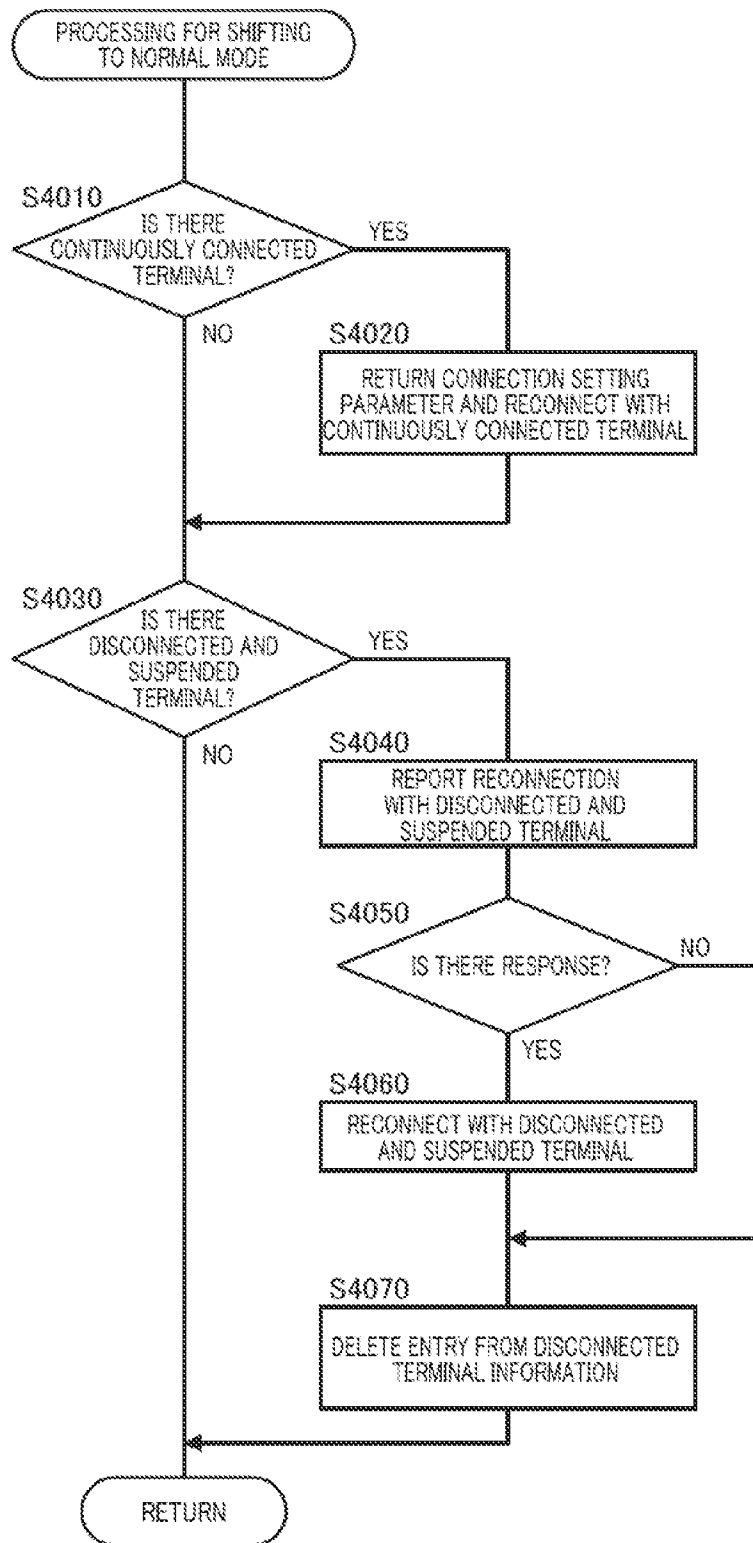 PROCESSING FOR SHIFTING
TO NORMAL MODE
S4010
IS THERE
CONTINUOUSLY CONNECTED
TERMINAL?
YES
NO
S4020
RETURN CONNECTION SETTING
PARAMETER AND RECONNECT WITH
CONTINUOUSLY CONNECTED TERMINAL
S4030
IS THERE
DISCONNECTED AND
SUSPENDED
TERMINAL?
YES
NO
S4040
REPORT RECONNECTION
WITH DISCONNECTED AND
SUSPENDED TERMINAL
S4050
IS THERE RESPONSE?
NO
YES
S4060
RECONNECT WITH DISCONNECTED
AND SUSPENDED TERMINAL
S4070
DELETE ENTRY FROM DISCONNECTED
TERMINAL INFORMATION
RETURN